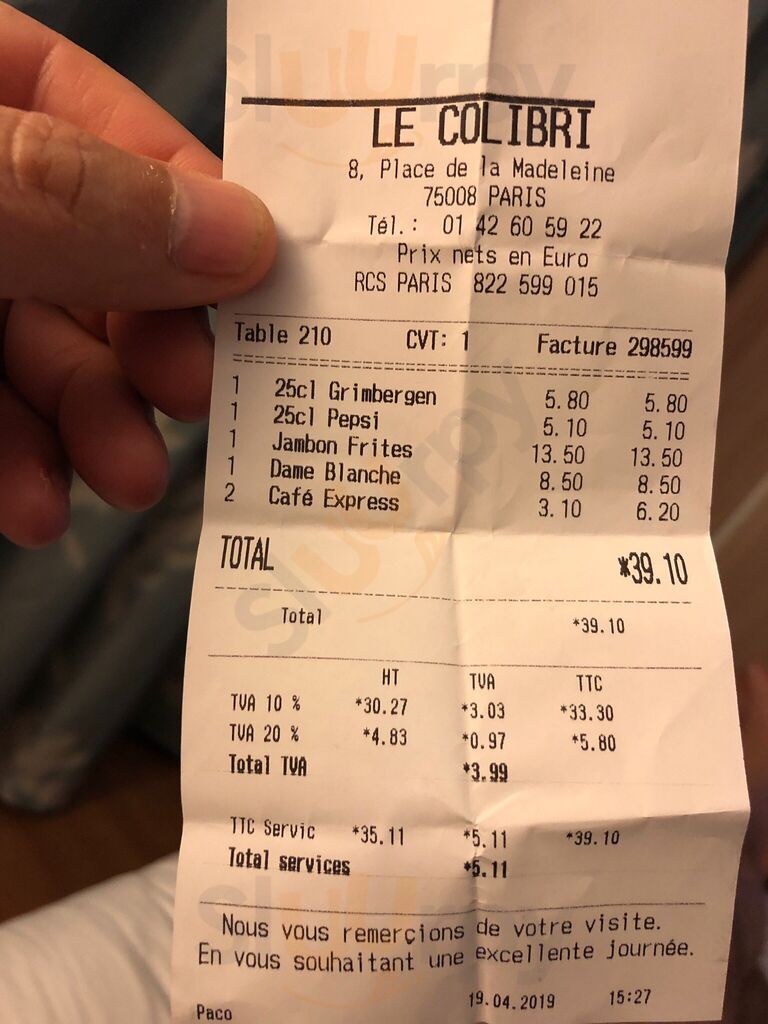 LE COLIBRI
8, Place de la Madeleine
75008 PARIS
Tél.: 01 42 60 59 22
Prix nets en Euro
RCS PARIS 822 599 015
Table 210 CVT: 1 Facture 298599
1 25cl Grimbergen 5.80 5.80
1 25cl Pepsi 5.10 5.10
1 Jambon Frites 13.50 13.50
1 Dame Blanche 8.50 8.50
2 Café Express 3.10 6.20
TOTAL *39.10
Total *39.10
HT TVA TTC
TVA 10 % *30.27 *3.03 *33.30
TVA 20 % *4.83 *0.97 *5.80
Total TVA *3.99
TTC Servic *35.11 *5.11 *39.10
Total services *5.11
Nous vous remerçions de votre visite.
En vous souhaitant une excellente journée.
Paco 19.04.2019 15:27
sluurpy
sluurpy
sluurpy